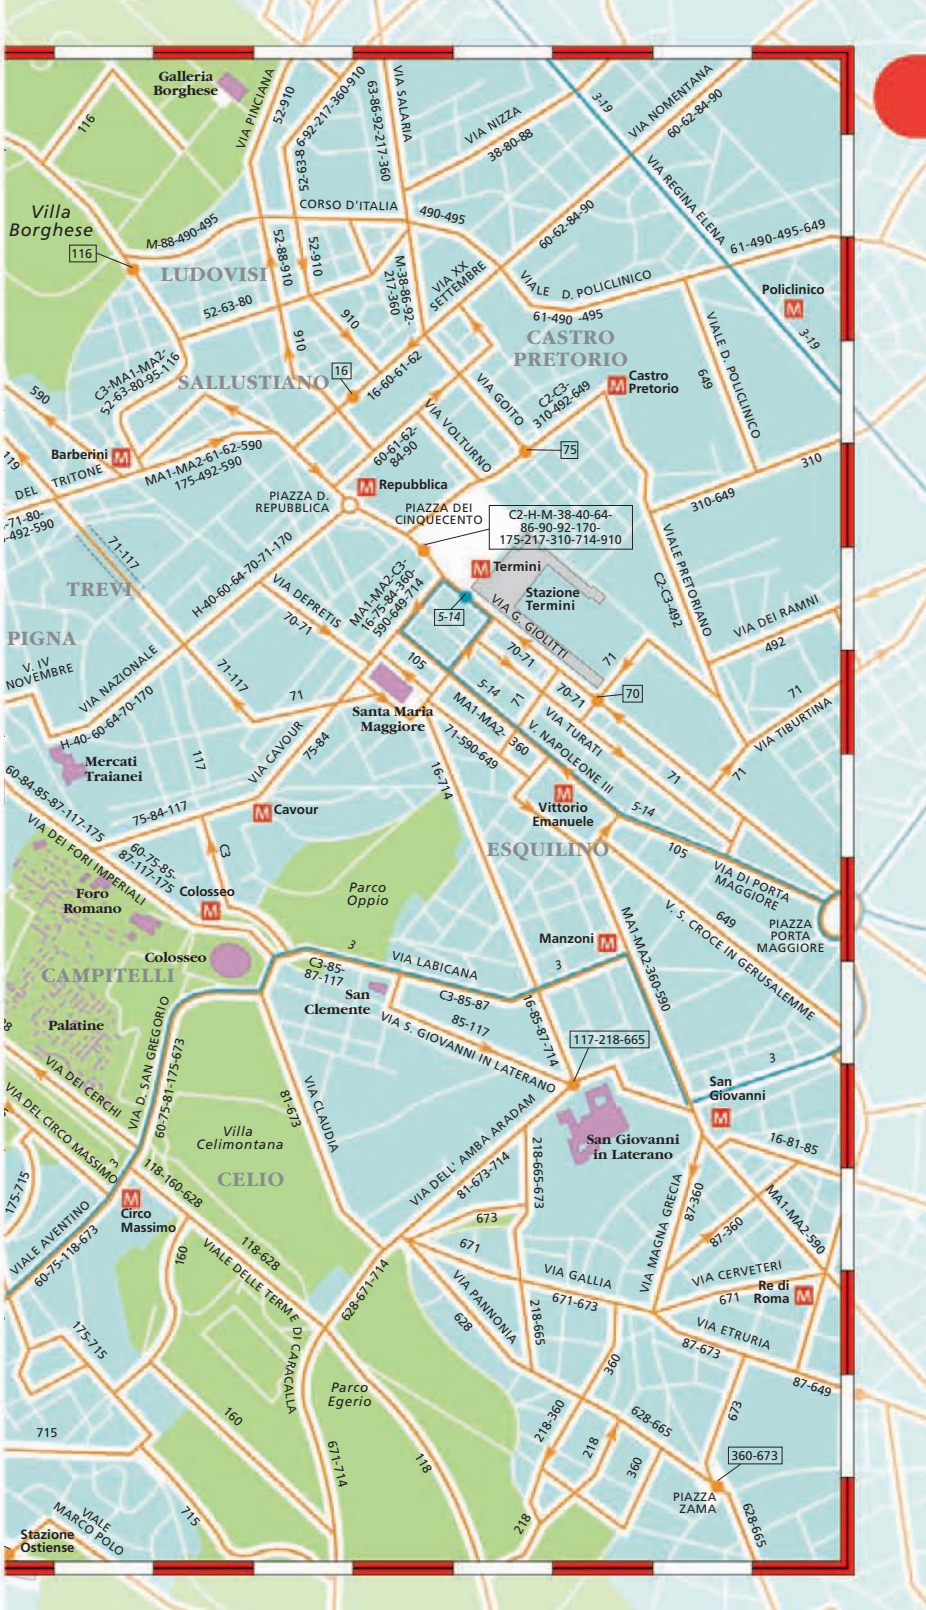 Galleria
Borghese
VIA PINCIANA
52-910
6-92-217-360-910
52-63-8
63-86-92-217-360
VIA SALARIA
VIA NIZZA
38-80-88
3-19
VIA NOMENTANA
60-62-84-90
116
VIA REGINA ELENA
Villa
Borghese
116
CORSO D'ITALIA
490-495
M-88-490-495
60-62-84-90
61-490-495-649
LUDOVISI
52-88-910
52-910
M-38-86-92-
217-360
VIA XX
SETTEMBRE
VIALE D. POLICLINICO
61-490 -495
Policlinico
M
3-19
52-63-80
910
910
CASTRO
PRETORIO
VIALE D. POLICLINICO
649
C3-MA1-MA2-
52-63-80-95-116
SALLUSTIANO
16
16-60-61-62
VIA GOITO
C2-C3-
310-492-649
M
Castro
Pretorio
590
119
Barberini
M
VIA VOLTURNO
60-61-62-
84-90
75
DEL TRITONE
MA1-MA2-61-62-590
175-492-590
M
Repubblica
310
310-649
-71-80-
-492-590
PIAZZA D.
REPUBBLICA
PIAZZA DEI
CINQUECENTO
C2-H-M-38-40-64-
86-90-92-170-
175-217-310-714-910
71-117
H-40-60-64-70-71-170
M
Termini
Stazione
Termini
TREVI
VIA DEPRETIS
70-71
MA1-MA2-C3-
16-75-84-360-
590-649-714
5-14
VIA G. GIOLITTI
C2-C3-492
VIALE PRETORIANO
VIA DEI RAMNI
492
PIGNA
V. IV
NOVEMBRE
VIA NAZIONALE
H-40-60-64-70-170
71-117
71
105
70-71
5-14
71
70-71
71
70
71
VIA TIBURTINA
71
Santa Maria
Maggiore
MA1-MA2-
360
71-590-649
V. NAPOLEONE III
VIA TURATI
71
VIA CAVOUR
75-84
117
16-714
Mercati
Traianei
60-84-85-87-117-175
75-84-117
M
Cavour
M
Vittorio
Emanuele
5-14
ESQUILINO
105
VIA DI PORTA
MAGGIORE
VIA DEI FORI IMPERIALI
60-75-85-
87-117-175
C3
Colosseo
M
Foro
Romano
Parco
Oppio
649
V. S. CROCE IN GERUSALEMME
PIAZZA
PORTA
MAGGIORE
Manzoni
M
MA1-MA2-360-590
Colosseo
3
VIA LABICANA
3
C3-85-
87-117
CAMPITELLI
San
Clemente
C3-85-87
16-85-87-714
Palatine
85-117
VIA S. GIOVANNI IN LATERANO
117-218-665
3
VIA D. SAN GREGORIO
60-75-81-175-673
VIA DEI CERCHI
VIA DEL CIRCO MASSIMO
81-673
VIA CLAUDIA
San
Giovanni
M
Villa
Celimontana
San Giovanni
in Laterano
16-81-85
CELIO
VIA DELL' AMBA ARADAM
81-673-714
218-665-673
3
118-160-628
175-715
M
Circo
Massimo
VIALE AVENTINO
60-75-118-673
673
671
VIA MAGNA GRECIA
87-360
87-360
MA1-MA2-590
160
118-628
VIALE DELLE TERME DI CARACALLA
628-671-714
VIA GALLIA
671-673
VIA CERVETERI
671
Re di
Roma
M
VIA PANNONIA
628
218-665
VIA ETRURIA
87-673
87-649
175-715
Parco
Egerio
360
673
160
218-360
218
628-665
360
715
671-714
118
360-673
PIAZZA
ZAMA
628-665
VIALE
MARCO POLO
715
218
Stazione
Ostiense